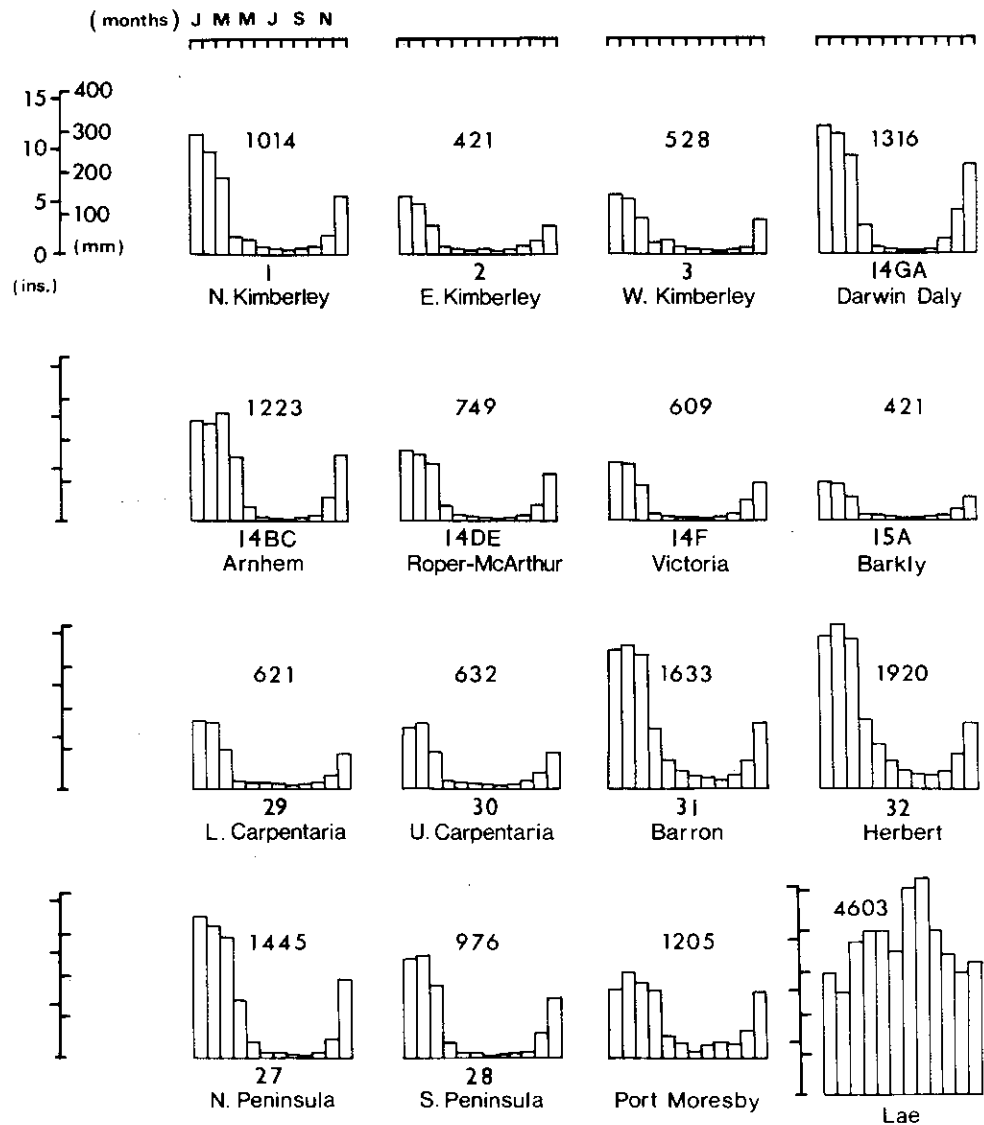 (months) J M M J S N
15 400
300
10
200
5
100
0 (mm)
(ins.)
1014 421 528 1316
1 2 3 14GA
N. Kimberley E. Kimberley W. Kimberley Darwin Daly
1223 749 609 421
14BC 14DE 14F 15A
Arnhem Roper-McArthur Victoria Barkly
621 632 1633 1920
29 30 31 32
L. Carpentaria U. Carpentaria Barron Herbert
1445 976 1205 4603
27 28
N. Peninsula S. Peninsula Port Moresby Lae